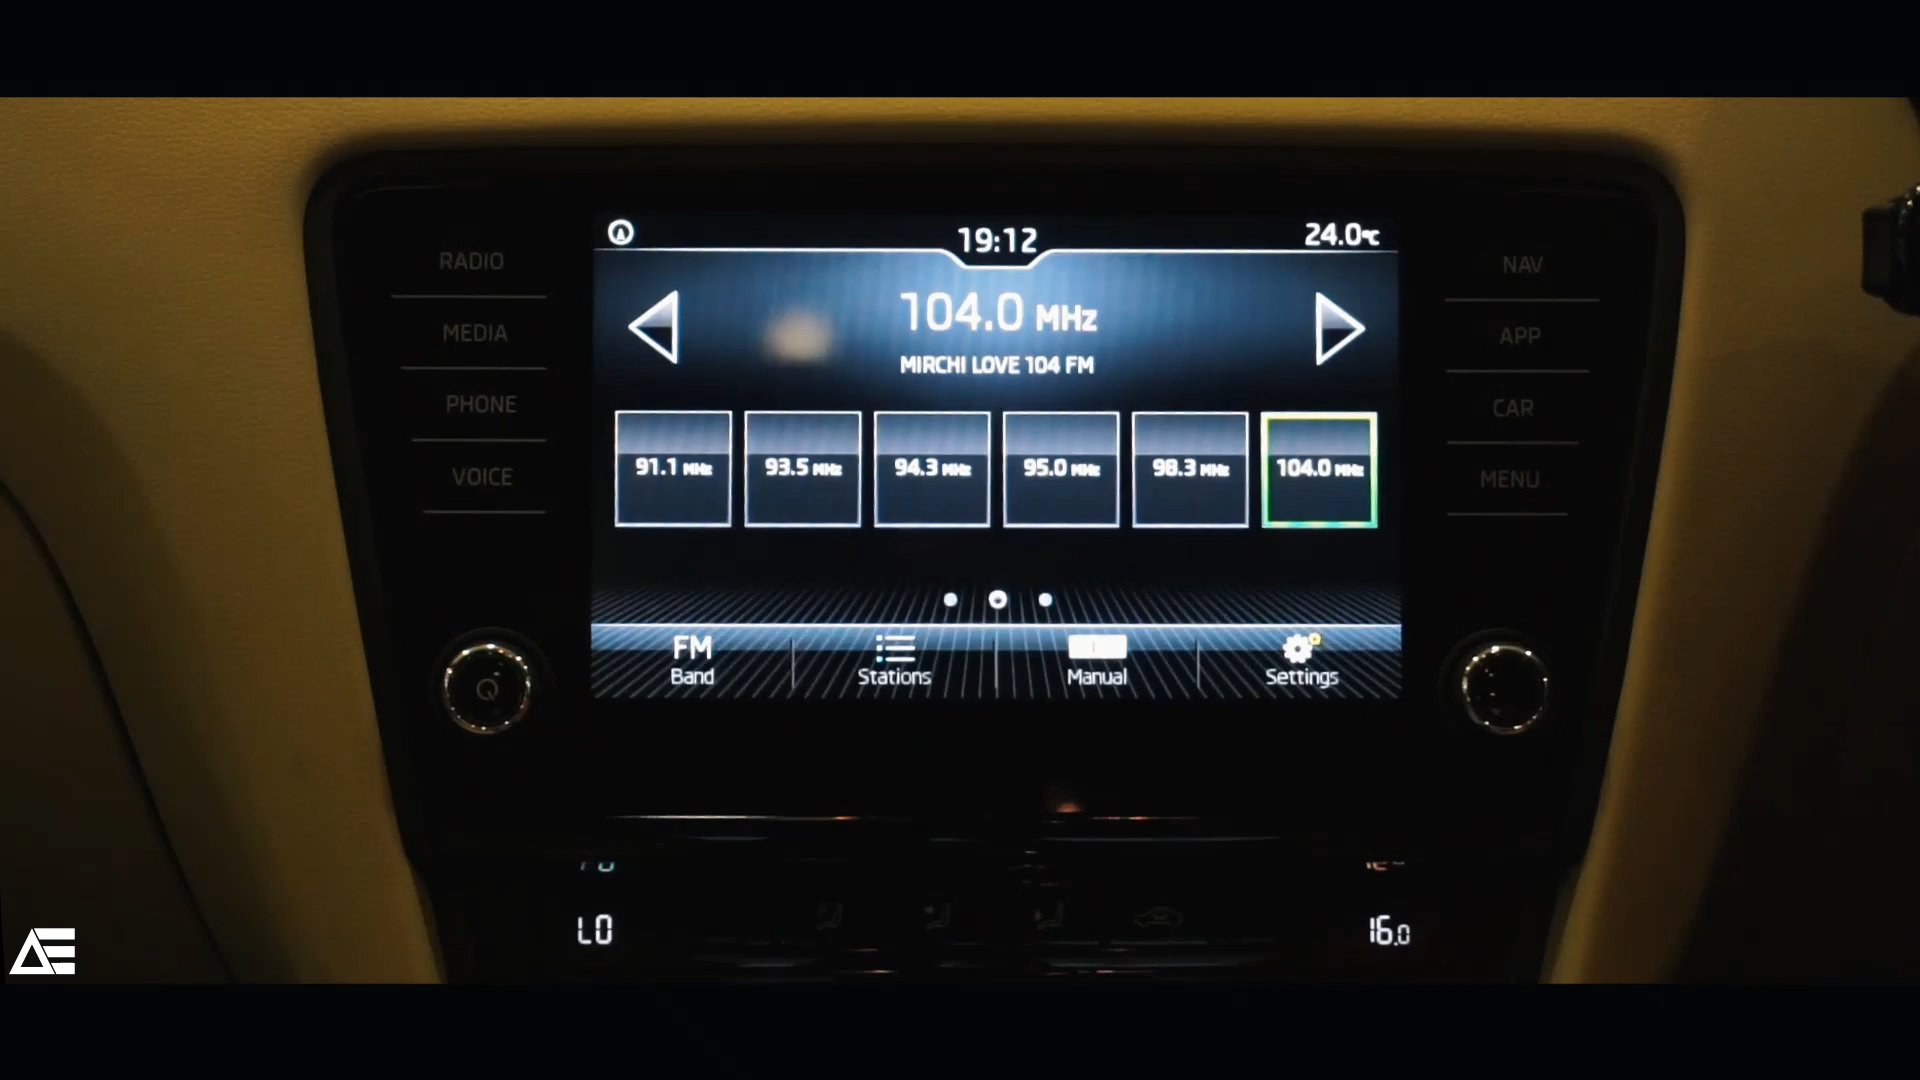 19:12
24.0℃
RADIO
MEDIA
PHONE
VOICE
NAV
APP
CAR
MENU
104.0 MHz
MIRCHI LOVE 104 FM
91.1 MHz
93.5 MHz
94.3 MHz
95.0 MHz
98.3 MHz
104.0 MHz
FM
Band
Stations
Manual
Settings
LO
16.0
AE